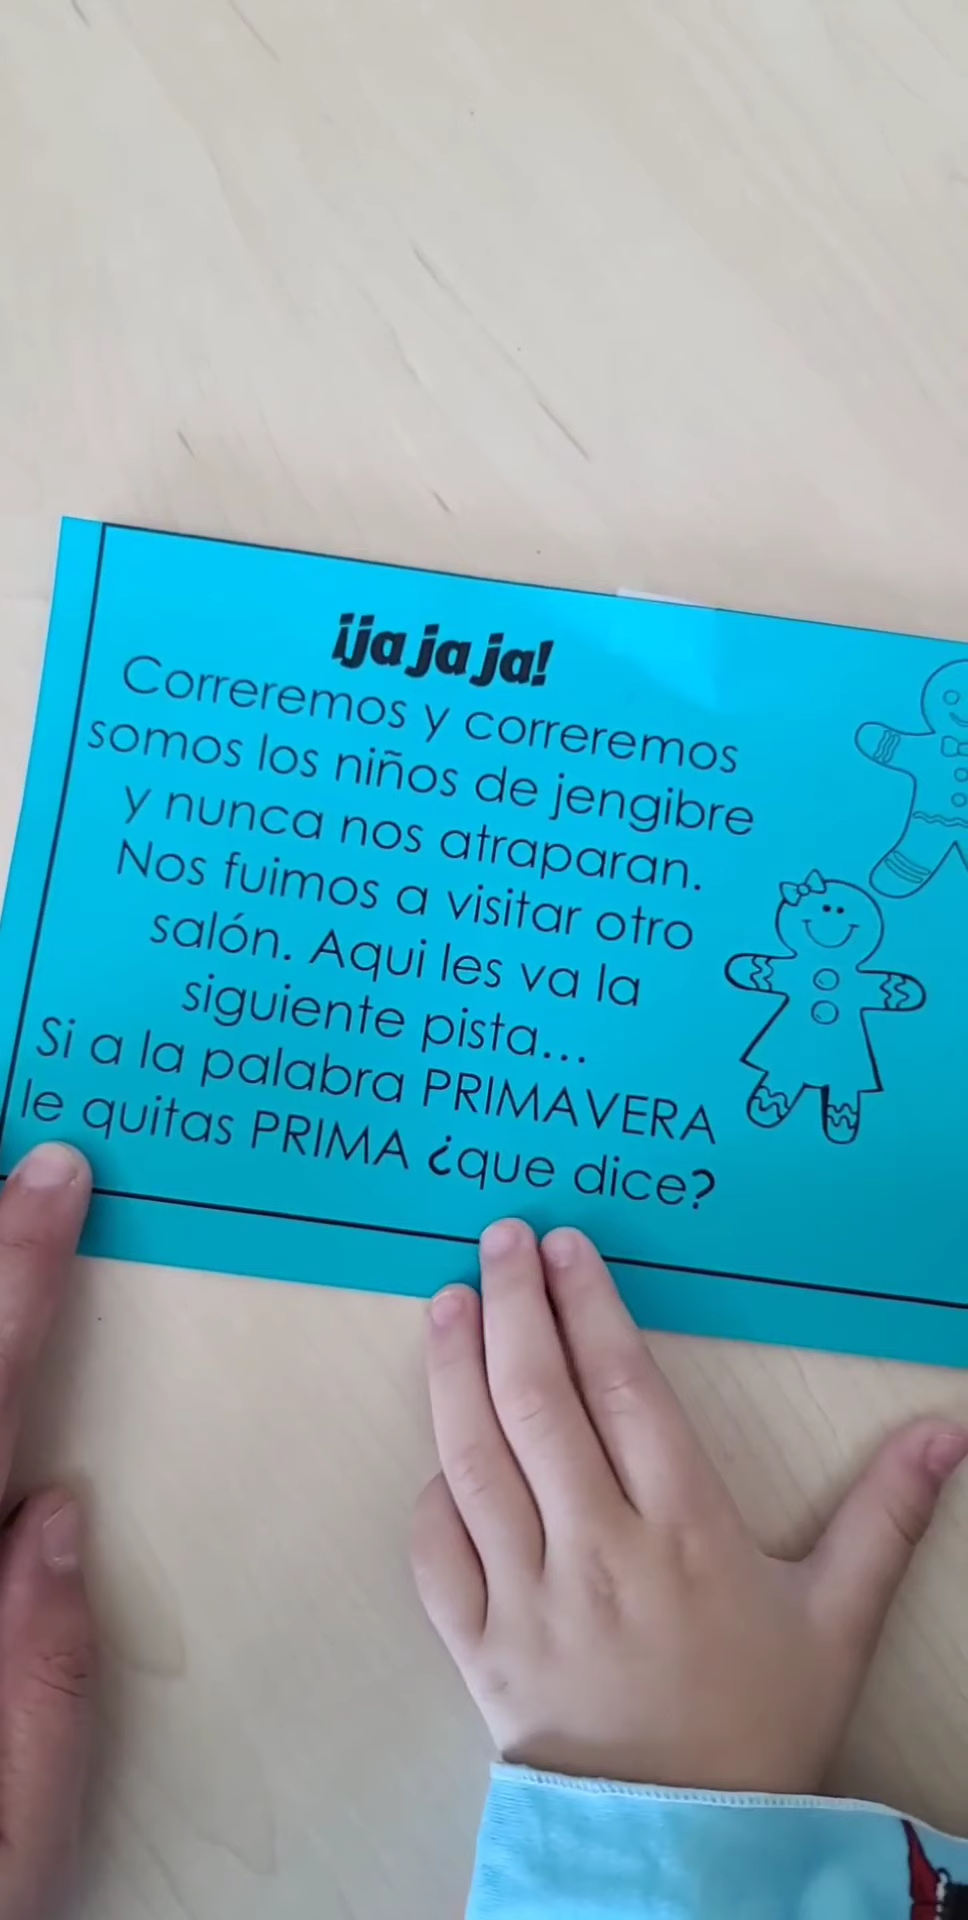 ¡ja ja ja!
Correremos y correremos
somos los niños de jengibre
y nunca nos atraparan.
Nos fuimos a visitar otro
salón. Aqui les va la
siguiente pista...
Si a la palabra PRIMAVERA
le quitas PRIMA ¿que dice?